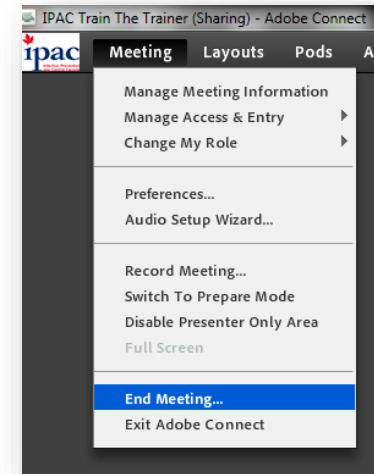 IPAC Train The Trainer (Sharing) - Adobe Connect
ipac
Meeting Layouts Pods A
Manage Meeting Information
Manage Access & Entry
Change My Role
Preferences...
Audio Setup Wizard...
Record Meeting...
Switch To Prepare Mode
Disable Presenter Only Area
Full Screen
End Meeting...
Exit Adobe Connect